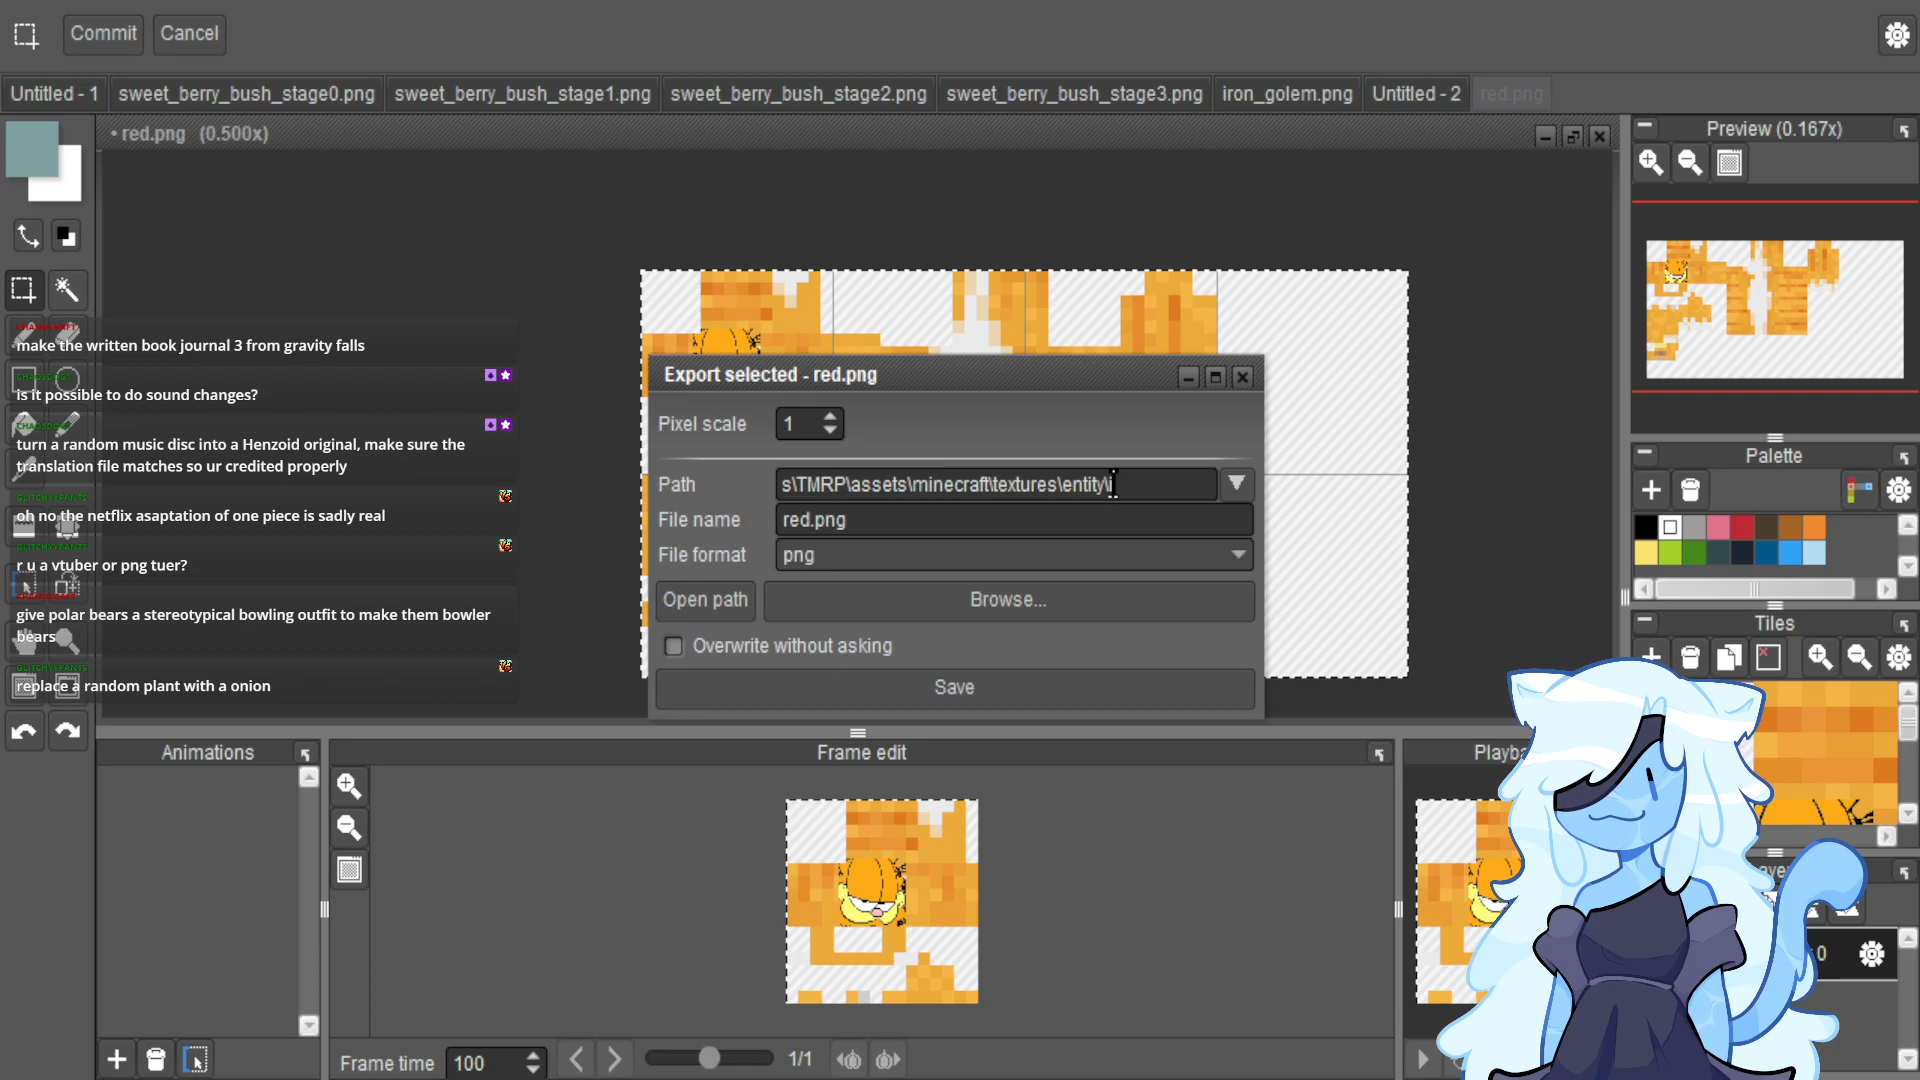 Commit
Cancel
Untitled - 1
sweet_berry_bush_stage0.png
sweet_berry_bush_stage1.png
sweet_berry_bush_stage2.png
sweet_berry_bush_stage3.png
iron_golem.png
Untitled - 2
red.png
• red.png (0.500x)
Preview (0.167x)
CHAOSCRAFT
make the written book journal 3 from gravity falls
is it possible to do sound changes?
turn a random music disc into a Henzoid original, make sure the
translation file matches so ur credited properly
GLITCHYYPANTS
oh no the netflix asaptation of one piece is sadly real
GLITCHYYPANTS
r u a vtuber or png tuer?
give polar bears a stereotypical bowling outfit to make them bowler
bears
GLITCHYYPANTS
replace a random plant with a onion
Export selected - red.png
Pixel scale
1
Path
s\TMRP\assets\minecraft\textures\entity\i
File name
red.png
File format
png
Open path
Browse...
Overwrite without asking
Save
Palette
Tiles
Animations
Frame edit
Playba
Frame time
100
1/1
0